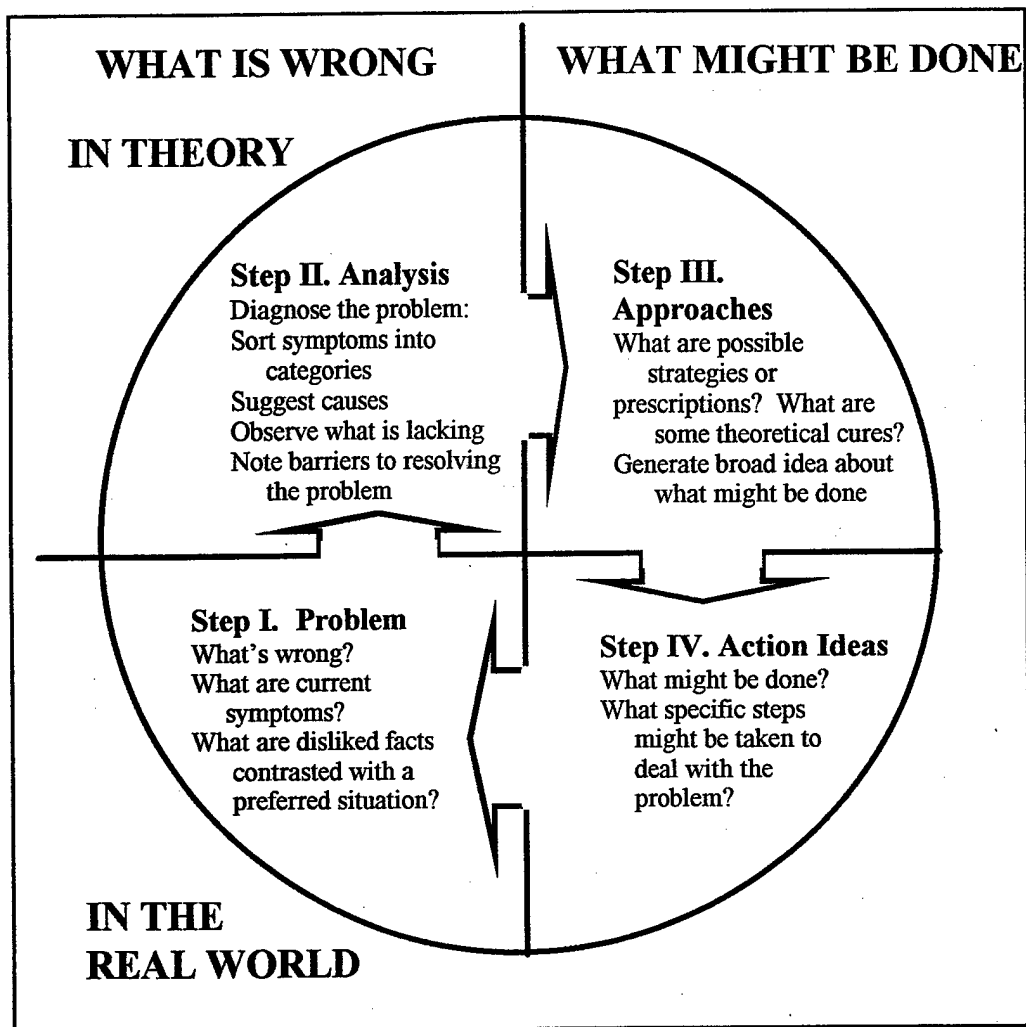 WHAT IS WRONG
WHAT MIGHT BE DONE
IN THEORY
Step II. Analysis
Diagnose the problem:
Sort symptoms into
categories
Suggest causes
Observe what is lacking
Note barriers to resolving
the problem
Step III.
Approaches
What are possible
strategies or
prescriptions? What are
some theoretical cures?
Generate broad idea about
what might be done
Step I. Problem
What's wrong?
What are current
symptoms?
What are disliked facts
contrasted with a
preferred situation?
Step IV. Action Ideas
What might be done?
What specific steps
might be taken to
deal with the
problem?
IN THE
REAL WORLD